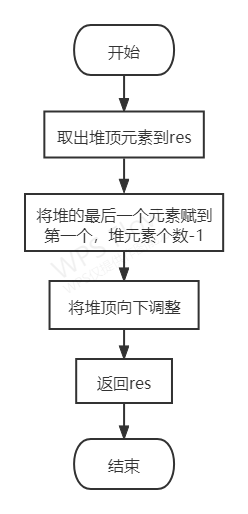 开始
取出堆顶元素到res
将堆的最后一个元素赋到
第一个，堆元素个数-1
将堆顶向下调整
返回res
结束